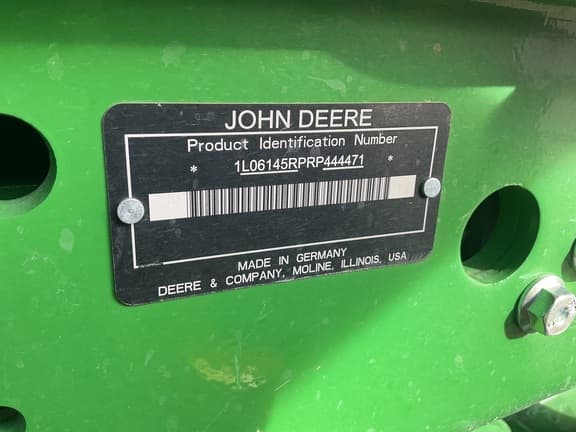 JOHN DEERE
Product Identification Number
* 1L06145RPRP444471 *
MADE IN GERMANY
DEERE & COMPANY, MOLINE, ILLINOIS, USA